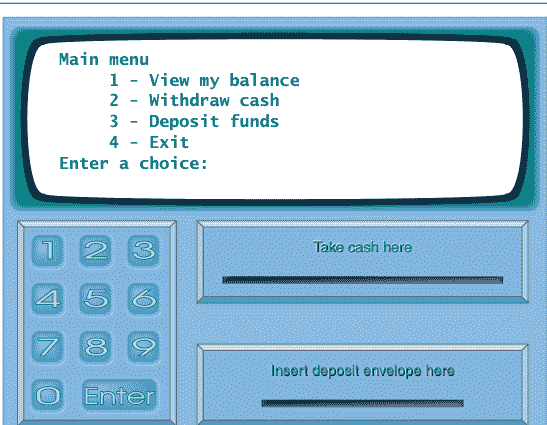 Main menu
1 - View my balance
2 - Withdraw cash
3 - Deposit funds
4 - Exit
Enter a choice:
1 2 3
4 5 6
7 8 9
0 Enter
Take cash here
Insert deposit envelope here